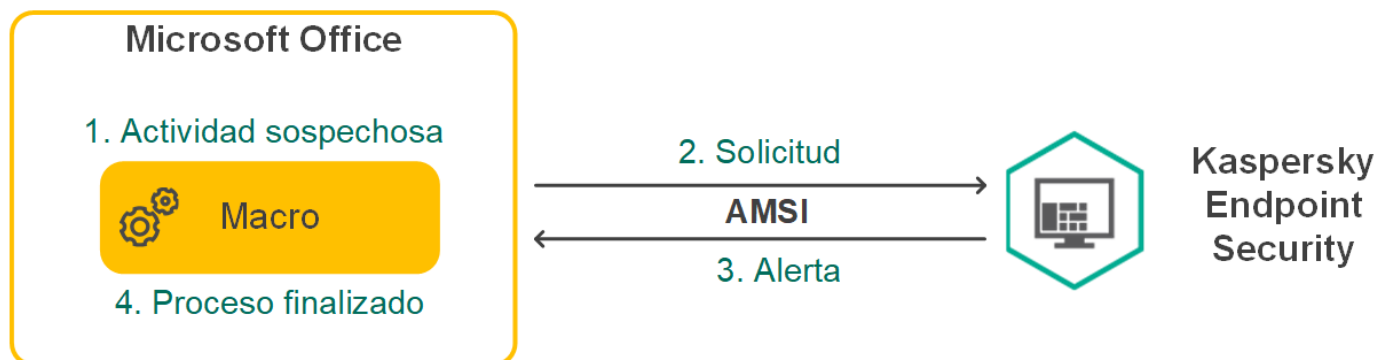 Microsoft Office
1. Actividad sospechosa
Macro
4. Proceso finalizado
2. Solicitud
AMSI
3. Alerta
Kaspersky
Endpoint
Security